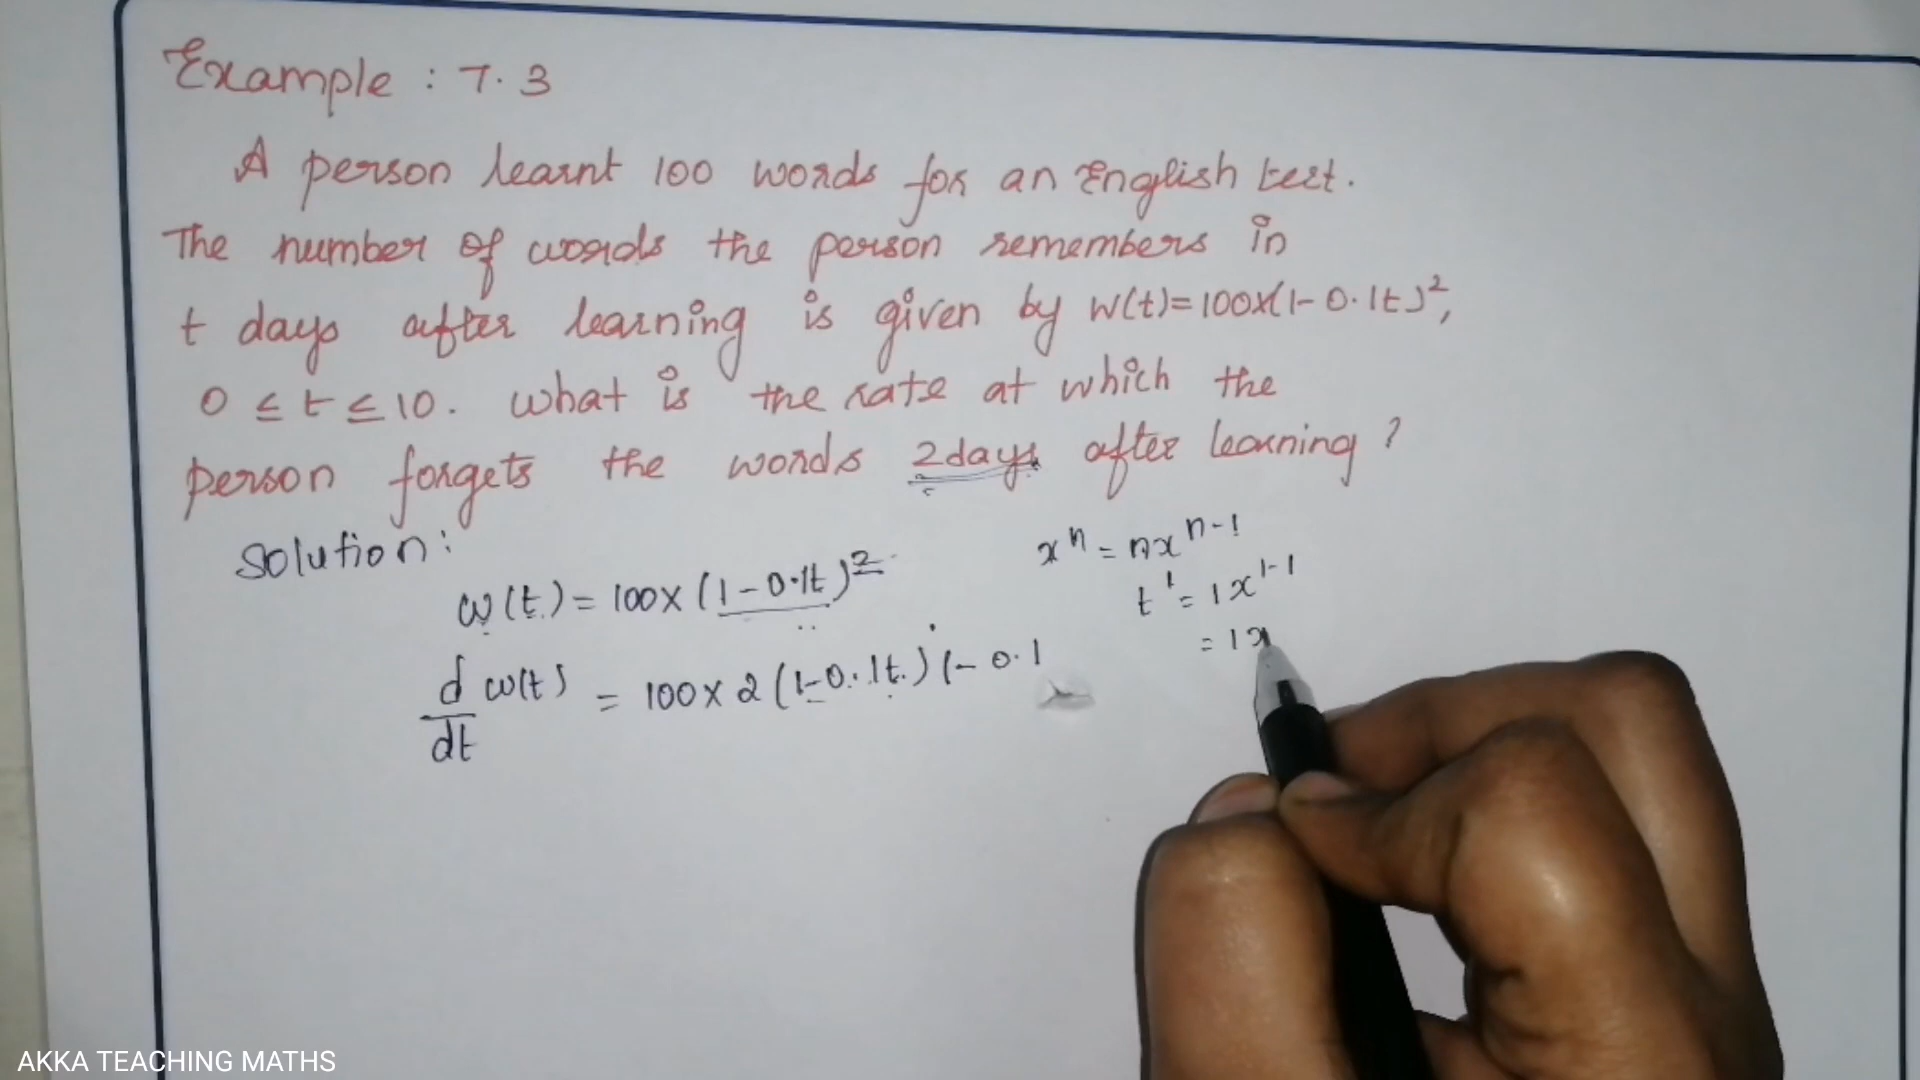 Example : 7.3
A person learnt 100 words for an English test.
The number of words the person remembers in
t days after learning is given by W(t)=100x(1-0.1t)²,
0 ≤ t ≤ 10. What is the rate at which the
person forgets the words 2days after learning ?
Solution:
xⁿ = nxⁿ⁻¹
w(t) = 100x (1-0.1t)²
t¹ = 1x¹⁻¹
= 1x
d/dt w(t) = 100x2(1-0.1t)(-0.1
AKKA TEACHING MATHS